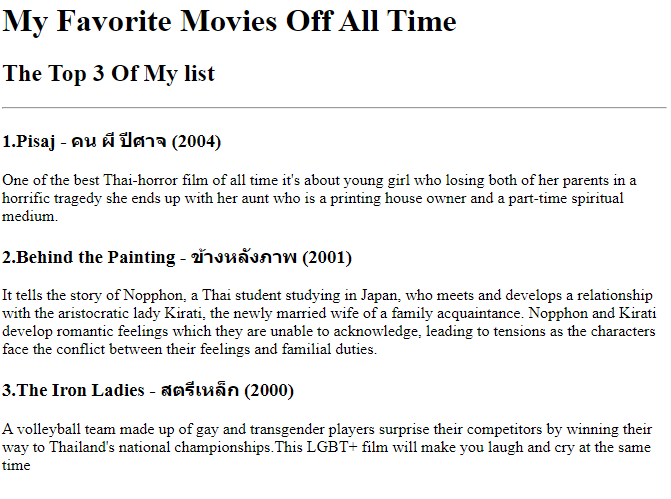 My Favorite Movies Off All Time
The Top 3 Of My list
1.Pisaj - คน ผี ปีศาจ (2004)
One of the best Thai-horror film of all time it's about young girl who losing both of her parents in a
horrific tragedy she ends up with her aunt who is a printing house owner and a part-time spiritual
medium.
2.Behind the Painting - ข้างหลังภาพ (2001)
It tells the story of Nopphon, a Thai student studying in Japan, who meets and develops a relationship
with the aristocratic lady Kirati, the newly married wife of a family acquaintance. Nopphon and Kirati
develop romantic feelings which they are unable to acknowledge, leading to tensions as the characters
face the conflict between their feelings and familial duties.
3.The Iron Ladies - สตรีเหล็ก (2000)
A volleyball team made up of gay and transgender players surprise their competitors by winning their
way to Thailand's national championships.This LGBT+ film will make you laugh and cry at the same
time